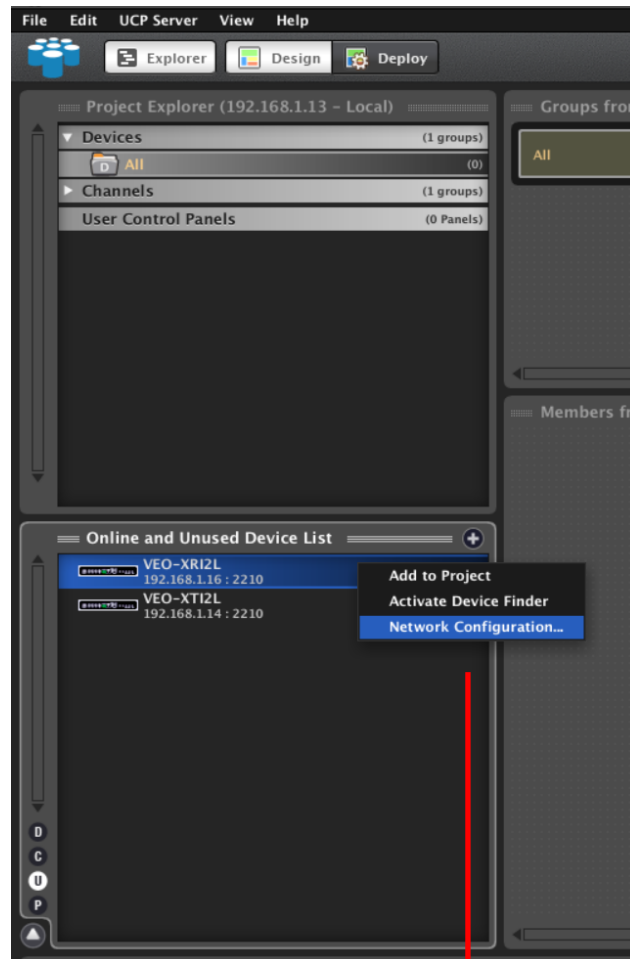 File Edit UCP Server View Help
Explorer Design Deploy
Project Explorer (192.168.1.13 - Local)
Devices (1 groups)
D All (0)
Channels (1 groups)
User Control Panels (0 Panels)
Groups fro
All
Members f
Online and Unused Device List
VEO-XRI2L
192.168.1.16 : 2210
VEO-XTI2L
192.168.1.14 : 2210
Add to Project
Activate Device Finder
Network Configuration...
D
C
U
P